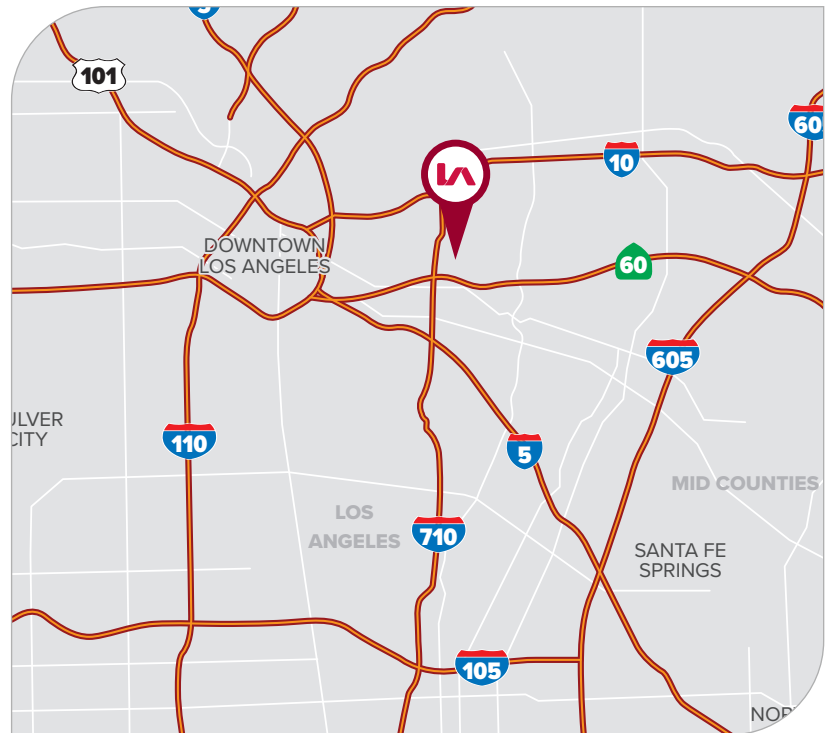 5
101
60
10
LA
DOWNTOWN
LOS ANGELES
60
605
ULVER
CITY
110
5
MID COUNTIES
LOS
ANGELES
710
SANTA FE
SPRINGS
105
NOR